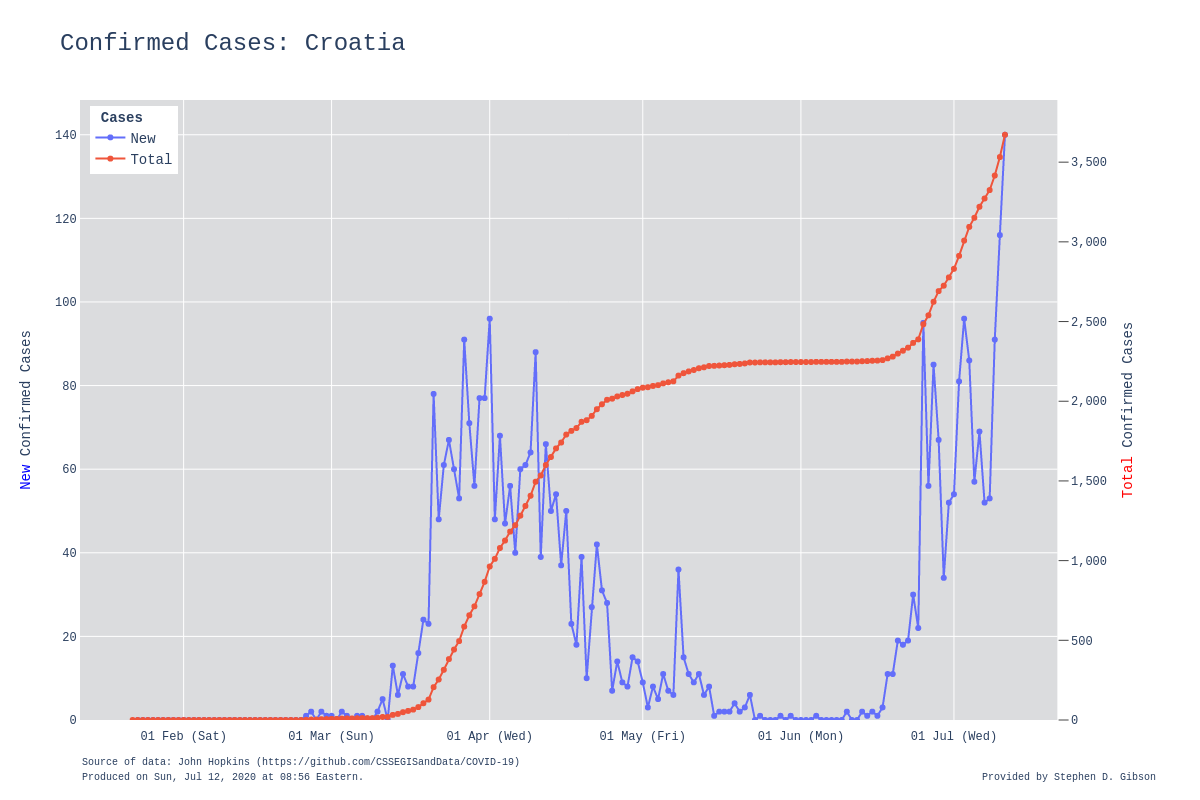 Confirmed Cases: Croatia
Cases
New
Total
140
120
100
80
60
40
20
0
3,500
3,000
2,500
2,000
1,500
1,000
500
0
New Confirmed Cases
Total Confirmed Cases
01 Feb (Sat)
01 Mar (Sun)
01 Apr (Wed)
01 May (Fri)
01 Jun (Mon)
01 Jul (Wed)
Source of data: John Hopkins (https://github.com/CSSEGISandData/COVID-19)
Produced on Sun, Jul 12, 2020 at 08:56 Eastern.
Provided by Stephen D. Gibson